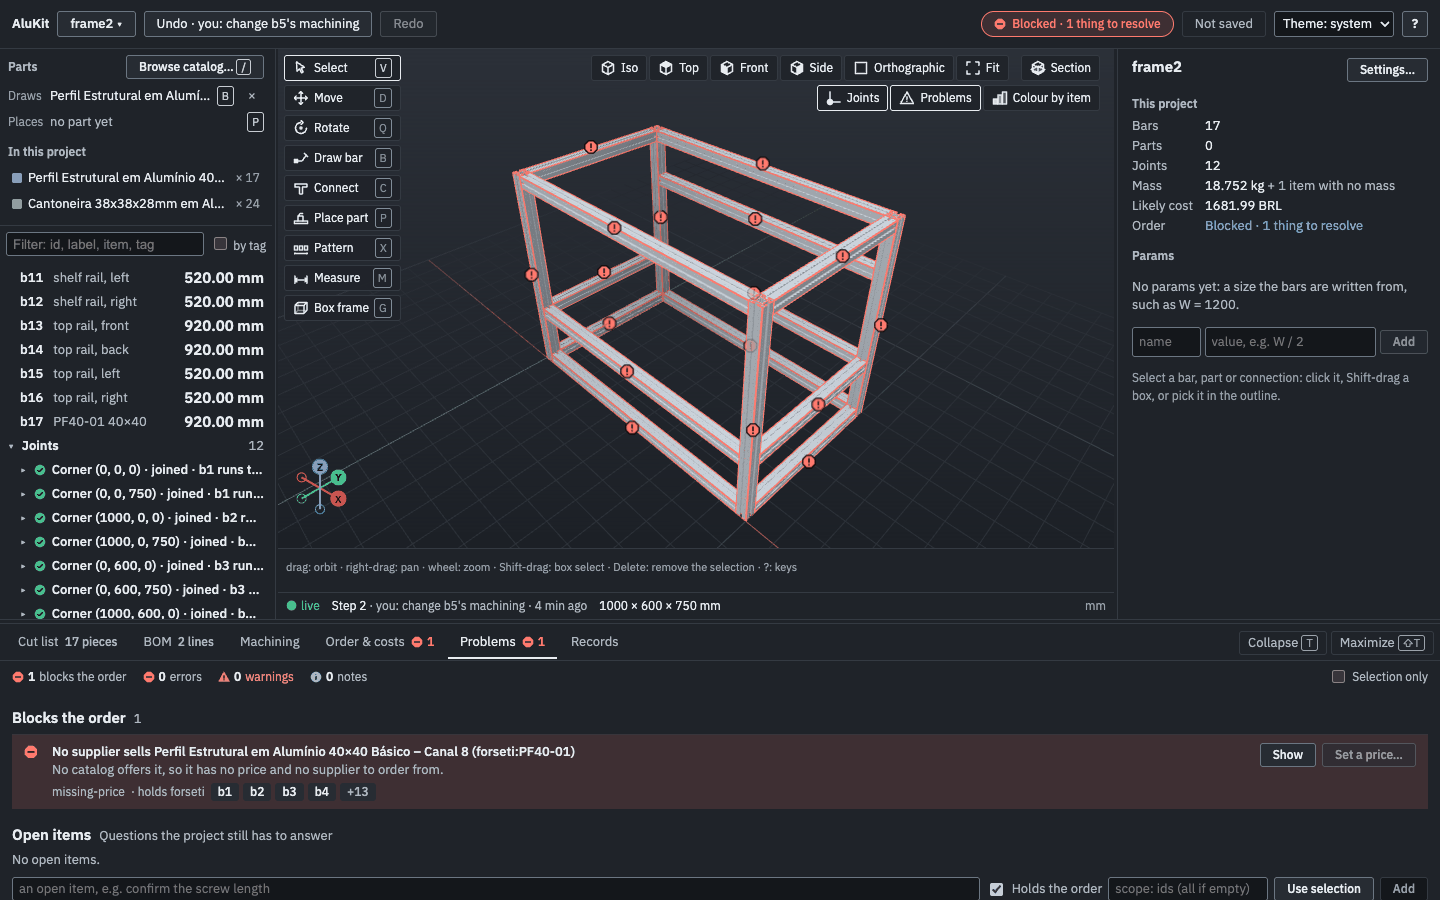 AluKit frame2 ▾ Undo · you: change b5's machining Redo Blocked · 1 thing to resolve Not saved Theme: system ?
Parts Browse catalog... /
Draws Perfil Estrutural em Alumí... B ×
Places no part yet P
In this project
Perfil Estrutural em Alumínio 40... × 17
Cantoneira 38x38x28mm em Al... × 24
Filter: id, label, item, tag by tag
b11 shelf rail, left 520.00 mm
b12 shelf rail, right 520.00 mm
b13 top rail, front 920.00 mm
b14 top rail, back 920.00 mm
b15 top rail, left 520.00 mm
b16 top rail, right 520.00 mm
b17 PF40-01 40×40 920.00 mm
Joints 12
Corner (0, 0, 0) · joined · b1 runs t...
Corner (0, 0, 750) · joined · b1 run...
Corner (1000, 0, 0) · joined · b2 r...
Corner (1000, 0, 750) · joined · b...
Corner (0, 600, 0) · joined · b3 run...
Corner (0, 600, 750) · joined · b3 ...
Corner (1000, 600, 0) · joined · b...
Select V
Move D
Rotate Q
Draw bar B
Connect C
Place part P
Pattern X
Measure M
Box frame G
Iso Top Front Side Orthographic Fit Section
Joints Problems Colour by item
Z
Y
X
drag: orbit · right-drag: pan · wheel: zoom · Shift-drag: box select · Delete: remove the selection · ?: keys
live Step 2 · you: change b5's machining · 4 min ago 1000 × 600 × 750 mm mm
frame2 Settings...
This project
Bars 17
Parts 0
Joints 12
Mass 18.752 kg + 1 item with no mass
Likely cost 1681.99 BRL
Order Blocked · 1 thing to resolve
Params
No params yet: a size the bars are written from,
such as W = 1200.
name value, e.g. W / 2 Add
Select a bar, part or connection: click it, Shift-drag a
box, or pick it in the outline.
Cut list 17 pieces BOM 2 lines Machining Order & costs 1 Problems 1 Records Collapse T Maximize ⇧T
1 blocks the order 0 errors 0 warnings 0 notes Selection only
Blocks the order 1
No supplier sells Perfil Estrutural em Alumínio 40×40 Básico – Canal 8 (forseti:PF40-01)
No catalog offers it, so it has no price and no supplier to order from.
missing-price · holds forseti b1 b2 b3 b4 +13
Show Set a price...
Open items Questions the project still has to answer
No open items.
an open item, e.g. confirm the screw length Holds the order scope: ids (all if empty) Use selection Add